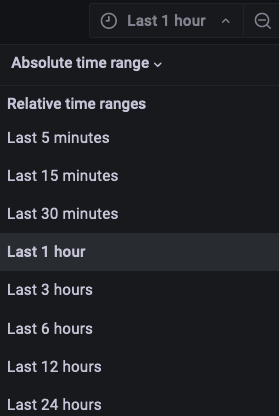 Last 1 hour
Absolute time range
Relative time ranges
Last 5 minutes
Last 15 minutes
Last 30 minutes
Last 1 hour
Last 3 hours
Last 6 hours
Last 12 hours
Last 24 hours